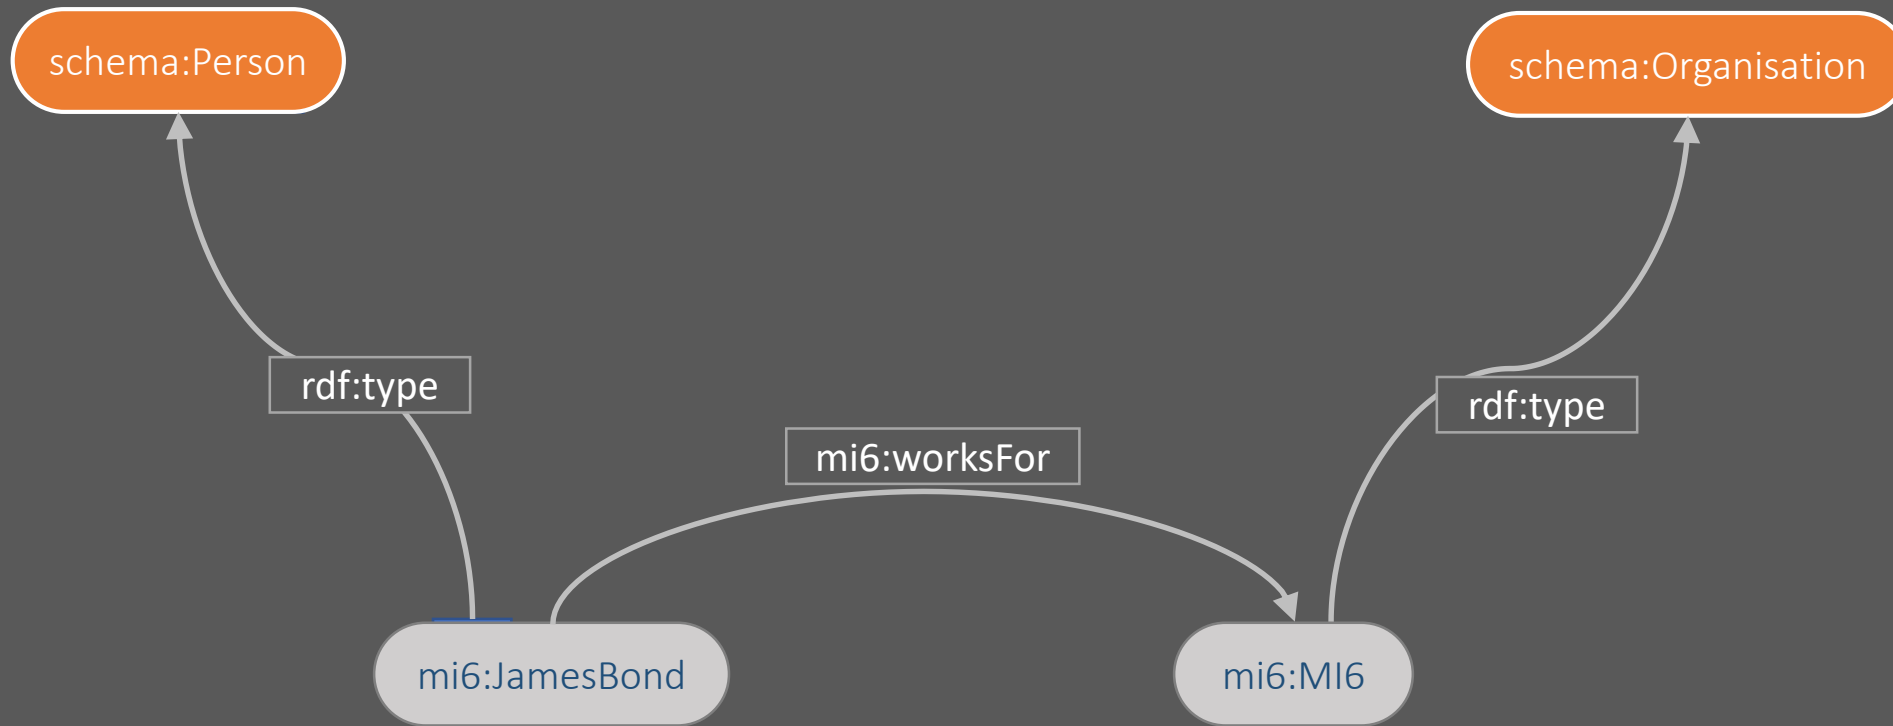 schema:Person
schema:Organisation
rdf:type
rdf:type
mi6:worksFor
mi6:JamesBond
mi6:MI6